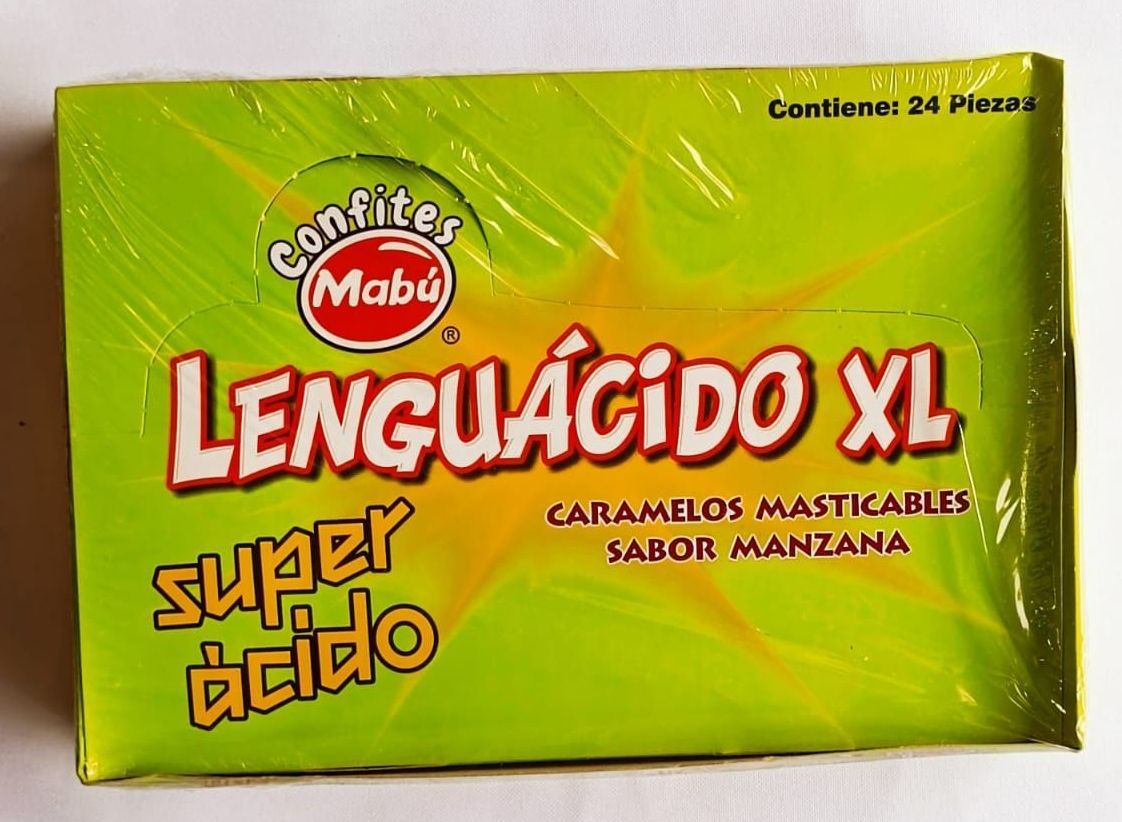 Contiene: 24 Piezas
Confites
Mabú
®
LENGUÁCiDO XL
CARAMELOS MASTICABLES
SABOR MANZANA
super
ácido